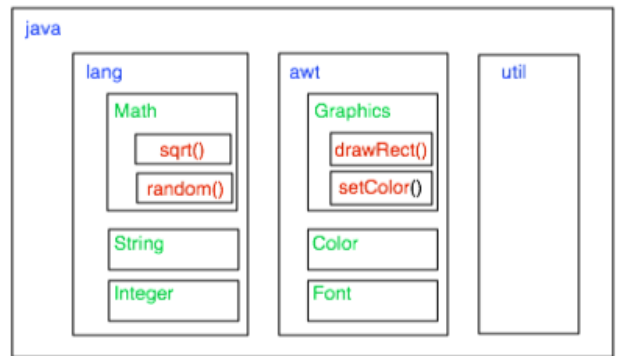 java
lang
Math
sqrt()
random()
String
Integer
awt
Graphics
drawRect()
setColor()
Color
Font
util